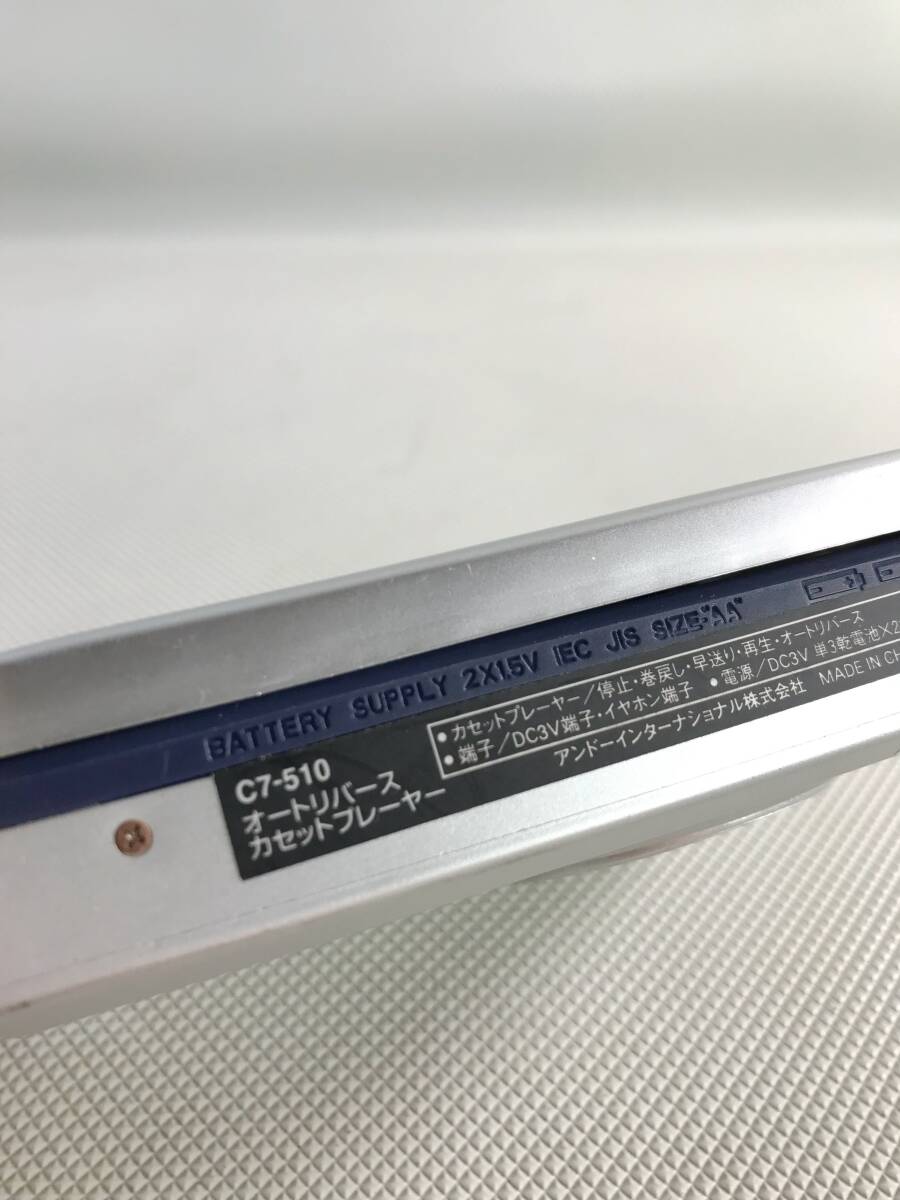 BATTERY SUPPLY 2X1.5V IEC JIS SIZE"AA"
C7-510
オートリバース
カセットプレーヤー
●カセットプレーヤー/停止・巻戻し・早送り・再生・オートリバース
●端子/DC3V端子・イヤホン端子 ●電源/DC3V 単3乾電池X2
アンドーインターナショナル株式会社 MADE IN CH